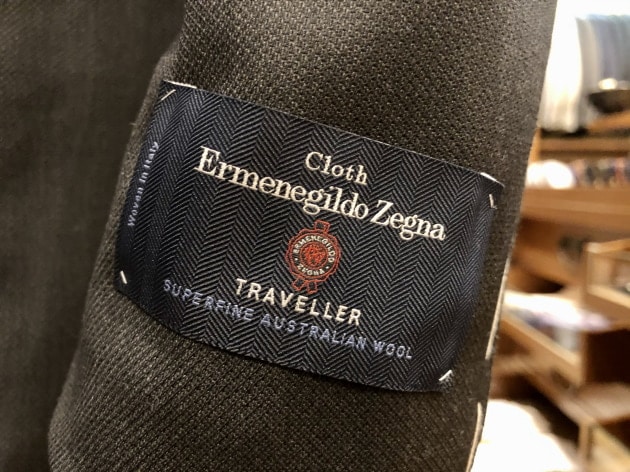 Woven in Italy
Cloth
Ermenegildo Zegna
ERMENEGILDO
ZEGNA
TRAVELLER
SUPERFINE AUSTRALIAN WOOL